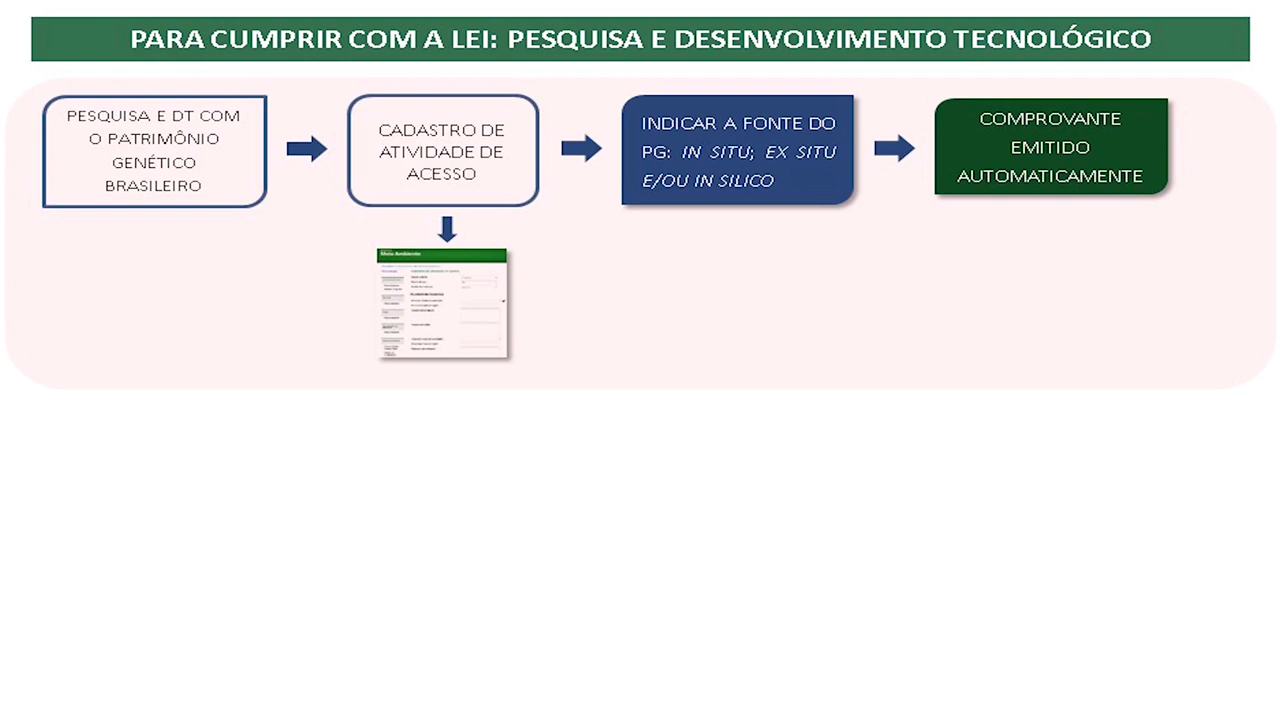 PARA CUMPRIR COM A LEI: PESQUISA E DESENVOLVIMENTO TECNOLÓGICO
PESQUISA E DT COM
O PATRIMÔNIO
GENÉTICO
BRASILEIRO
CADASTRO DE
ATIVIDADE DE
ACESSO
INDICAR A FONTE DO
PG: IN SITU; EX SITU
E/OU IN SILICO
COMPROVANTE
EMITIDO
AUTOMATICAMENTE
Meio Ambiente